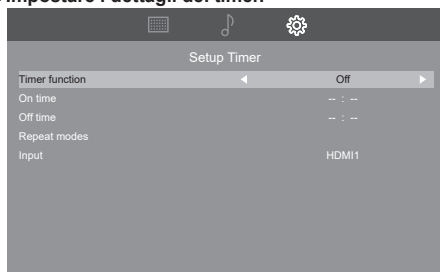 impostare i dettagli del timer:
Setup Timer
Timer function Off
On time -- : --
Off time -- : --
Repeat modes
Input HDMI1